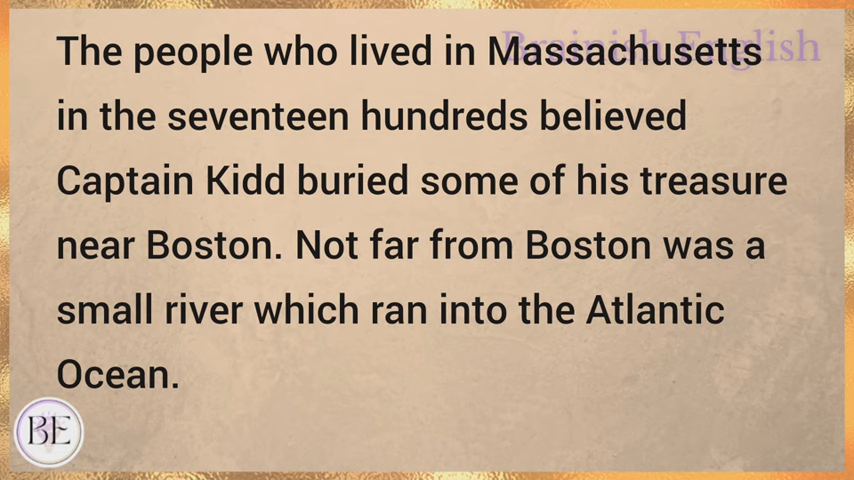 Brainish English
The people who lived in Massachusetts
in the seventeen hundreds believed
Captain Kidd buried some of his treasure
near Boston. Not far from Boston was a
small river which ran into the Atlantic
Ocean.
BE